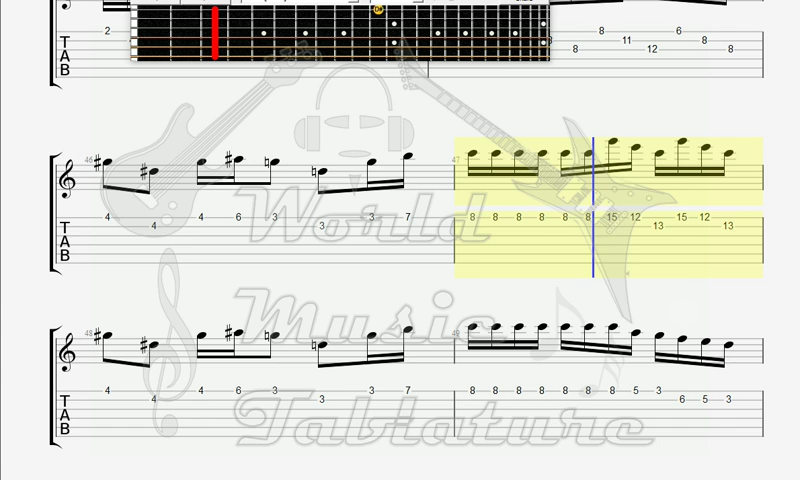 2 8 8 11 12 6 8 8
T
A
B
46 47
4 4 4 6 4 3 3 7 8 8 8 8 8 8 15 12 13 15 12 13
T
A
B
World
48 49
4 4 4 6 3 3 3 7 8 8 8 8 8 8 8 5 3 6 5 3
T
A
B
Music
Tablature